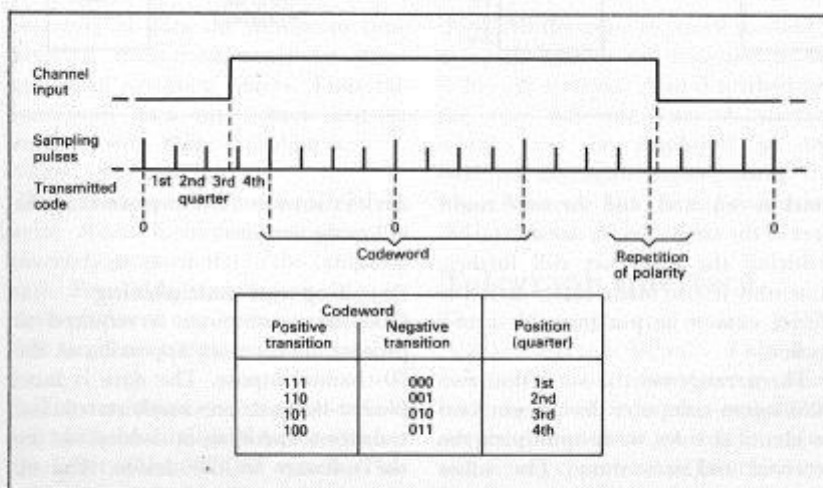 Channel
input
Sampling
pulses
1st 2nd 3rd 4th
quarter
Transmitted
code
0 1 0 1 1 0
Codeword
Repetition
of polarity
Codeword
Positive transition Negative transition Position (quarter)
111 000 1st
110 001 2nd
101 010 3rd
100 011 4th